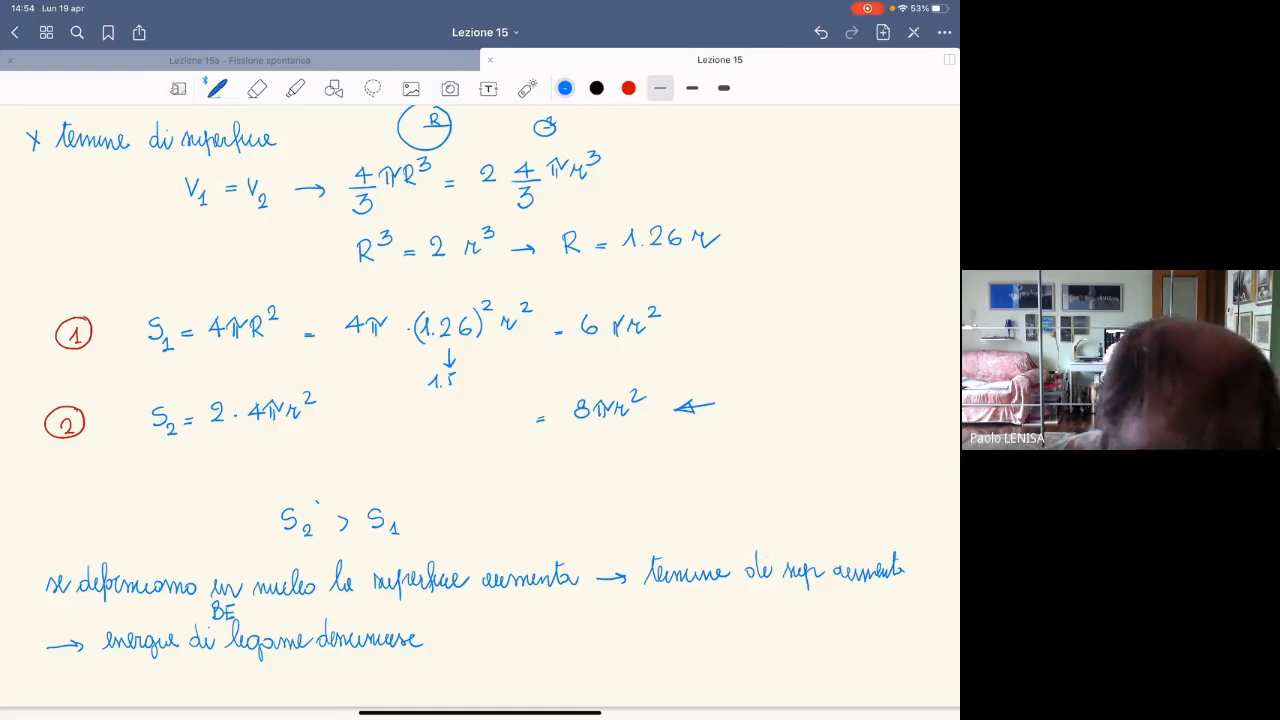 14:54 Lun 19 apr
53%
Lezione 15
Lezione 15a - Fissione spontanea
Lezione 15
x termine di superficie
R
r
V₁ = V₂ → 4/3 πR³ = 2 4/3 πr³
R³ = 2 r³ → R = 1.26 r
1 S₁ = 4πR² = 4π · (1.26)² r² = 6 πr²
↓
1.5
2 S₂ = 2 · 4πr² = 8πr² ←
S₂ > S₁
se deformiamo un nucleo la superficie aumenta → termine di sup aumenta
BE
→ energia di legame diminuisce
Paolo LENISA